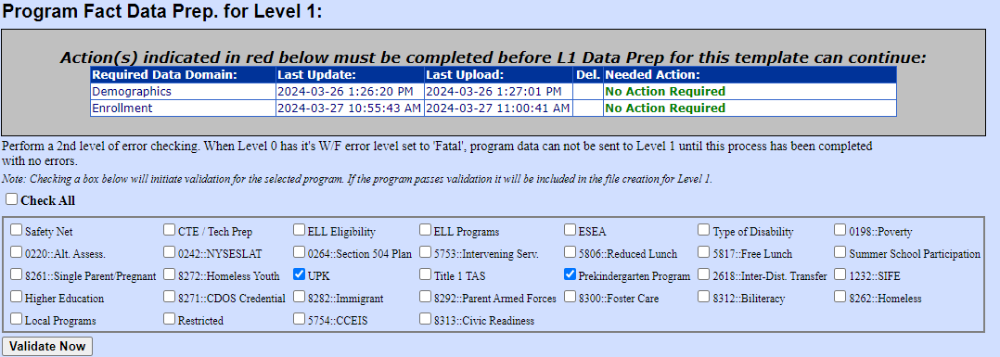 Program Fact Data Prep. for Level 1:
Action(s) indicated in red below must be completed before L1 Data Prep for this template can continue:
Required Data Domain: Last Update: Last Upload: Del. Needed Action:
Demographics 2024-03-26 1:26:20 PM 2024-03-26 1:27:01 PM No Action Required
Enrollment 2024-03-27 10:55:43 AM 2024-03-27 11:00:41 AM No Action Required
Perform a 2nd level of error checking. When Level 0 has it's W/F error level set to 'Fatal', program data can not be sent to Level 1 until this process has been completed
with no errors.
Note: Checking a box below will initiate validation for the selected program. If the program passes validation it will be included in the file creation for Level 1.
Check All
Safety Net CTE / Tech Prep ELL Eligibility ELL Programs ESEA Type of Disability 0198::Poverty
0220::Alt. Assess. 0242::NYSESLAT 0264::Section 504 Plan 5753::Intervening Serv. 5806::Reduced Lunch 5817::Free Lunch Summer School Participation
8261::Single Parent/Pregnant 8272::Homeless Youth UPK Title 1 TAS Prekindergarten Program 2618::Inter-Dist. Transfer 1232::SIFE
Higher Education 8271::CDOS Credential 8282::Immigrant 8292::Parent Armed Forces 8300::Foster Care 8312::Biliteracy 8262::Homeless
Local Programs Restricted 5754::CCEIS 8313::Civic Readiness
Validate Now